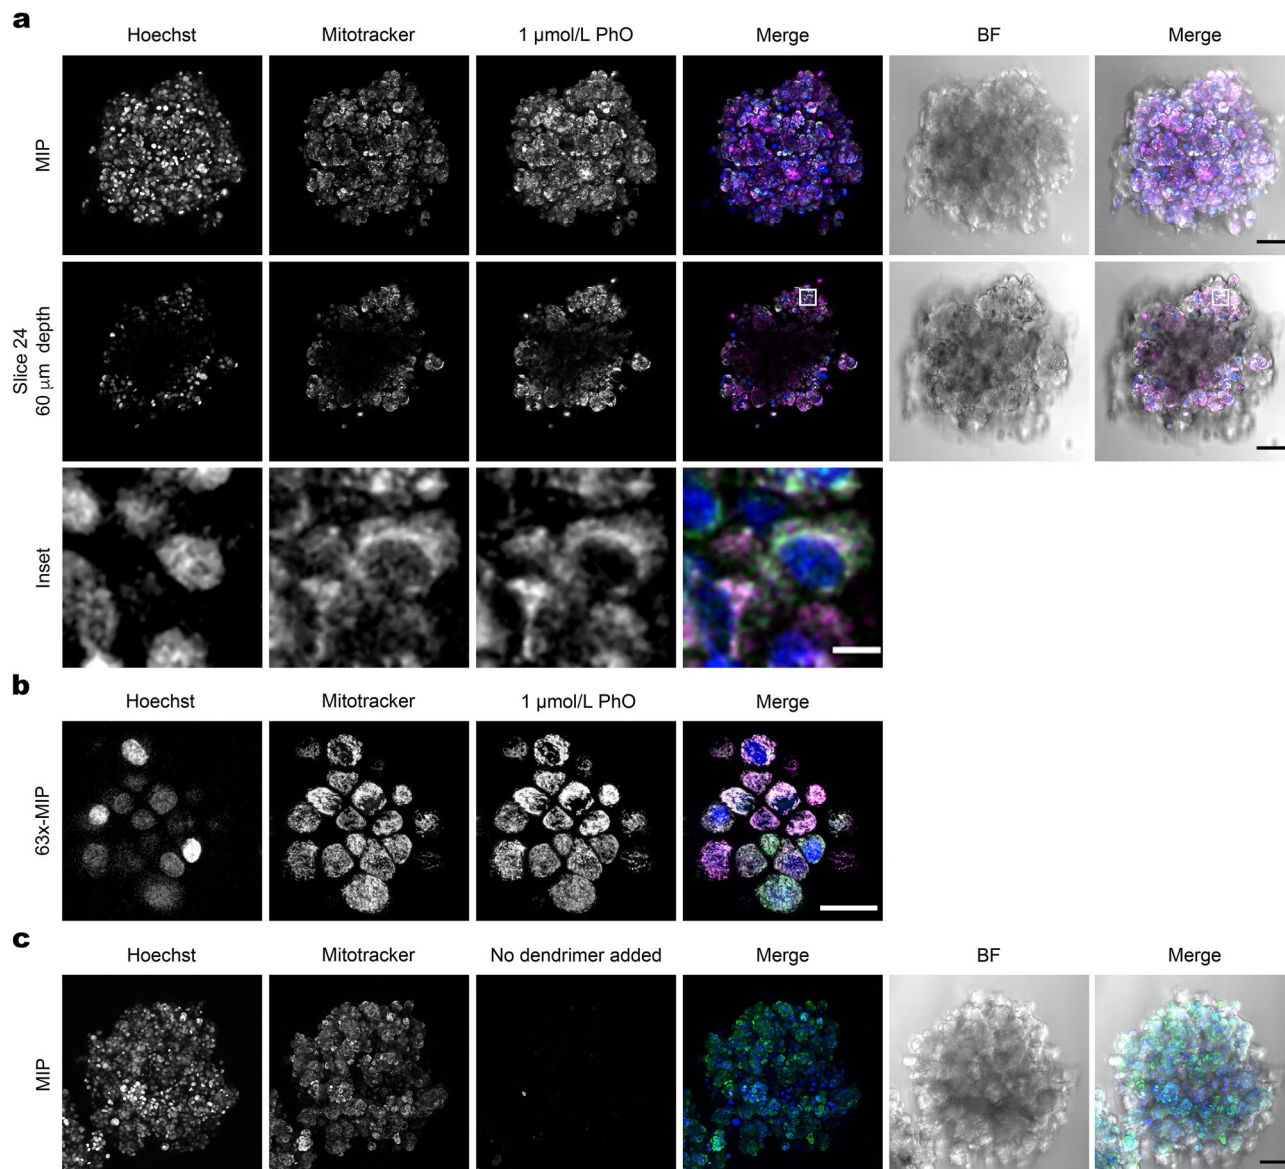 a
Hoechst Mitotracker 1 µmol/L PhO Merge BF Merge
MIP
Slice 24
60 µm depth
Inset
b
Hoechst Mitotracker 1 µmol/L PhO Merge
63x-MIP
c
Hoechst Mitotracker No dendrimer added Merge BF Merge
MIP